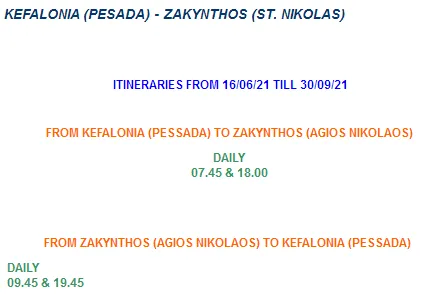 KEFALONIA (PESADA) - ZAKYNTHOS (ST. NIKOLAS)
ITINERARIES FROM 16/06/21 TILL 30/09/21
FROM KEFALONIA (PESSADA) TO ZAKYNTHOS (AGIOS NIKOLAOS)
DAILY
07.45 & 18.00
FROM ZAKYNTHOS (AGIOS NIKOLAOS) TO KEFALONIA (PESSADA)
DAILY
09.45 & 19.45